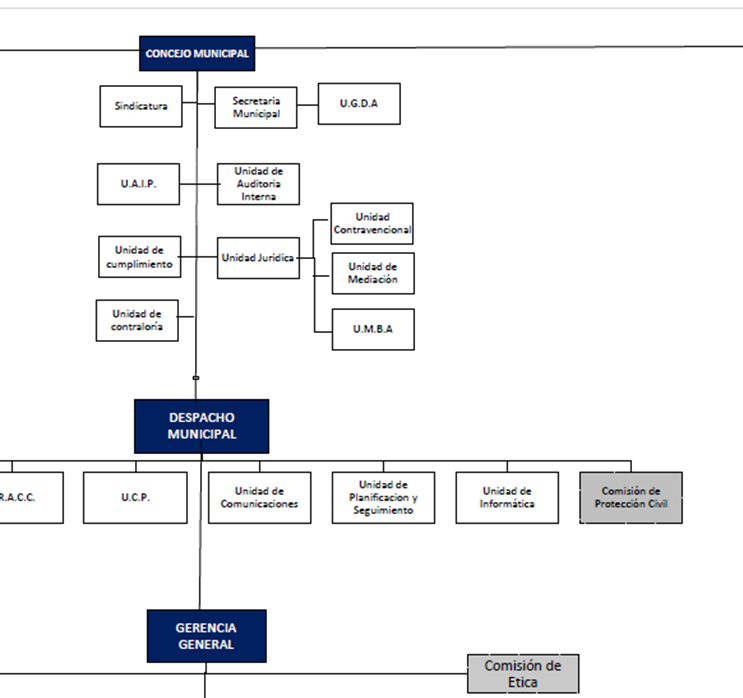 CONCEJO MUNICIPAL
Sindicatura
Secretaria
Municipal
U.G.D.A
U.A.I.P.
Unidad de
Auditoria
Interna
Unidad
Contravencional
Unidad de
cumplimiento
Unidad Juridica
Unidad de
Mediación
Unidad de
contraloría
U.M.B.A
DESPACHO
MUNICIPAL
R.A.C.C.
U.C.P.
Unidad de
Comunicaciones
Unidad de
Planificacion y
Seguimiento
Unidad de
Informática
Comisión de
Protección Civil
GERENCIA
GENERAL
Comisión de
Etica